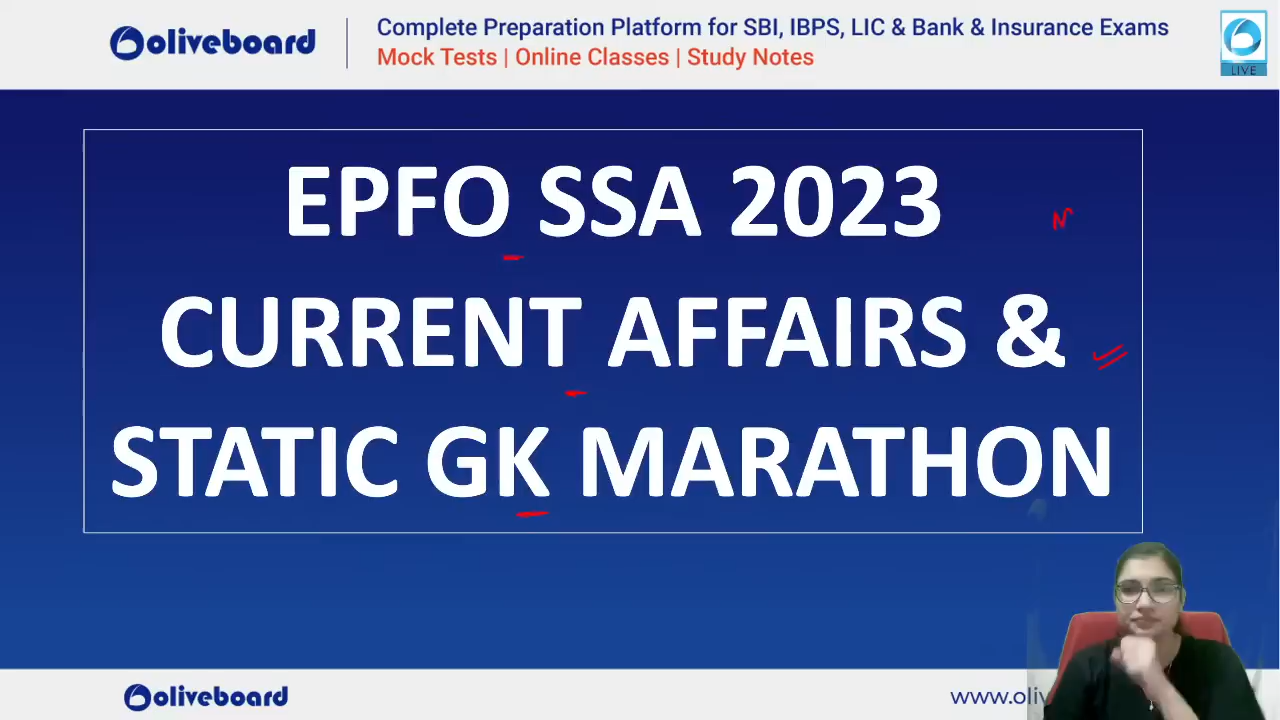 oliveboard
Complete Preparation Platform for SBI, IBPS, LIC & Bank & Insurance Exams
Mock Tests | Online Classes | Study Notes
LIVE
EPFO SSA 2023
CURRENT AFFAIRS &
STATIC GK MARATHON
oliveboard
www.oliv